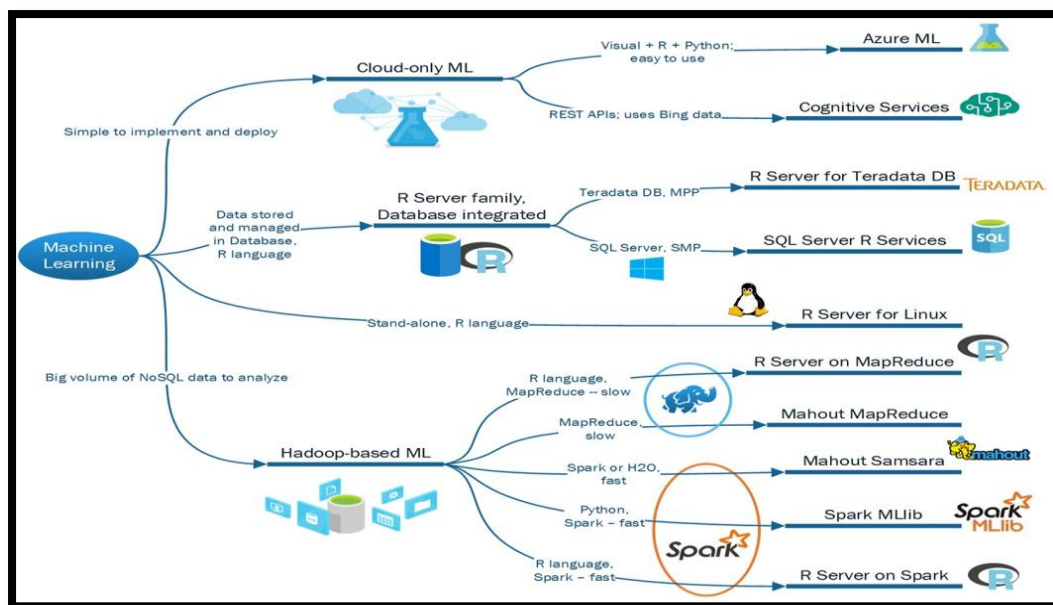 Visual + R + Python;
easy to use
Azure ML
Cloud-only ML
REST APIs; uses Bing data
Cognitive Services
Simple to implement and deploy
R Server family,
Database integrated
Teradata DB, MPP
R Server for Teradata DB
TERADATA
Data stored
and managed
in Database,
R language
SQL Server, SMP
SQL Server R Services
SQL
R
Machine
Learning
Stand-alone, R language
R Server for Linux
Big volume of NoSQL data to analyze
R language,
MapReduce – slow
R Server on MapReduce
R
MapReduce,
slow
Mahout MapReduce
Hadoop-based ML
Spark or H2O,
fast
Mahout Samsara
mahout
Python,
Spark – fast
Spark MLlib
Spark
MLlib
Spark
R language,
Spark – fast
R Server on Spark
R